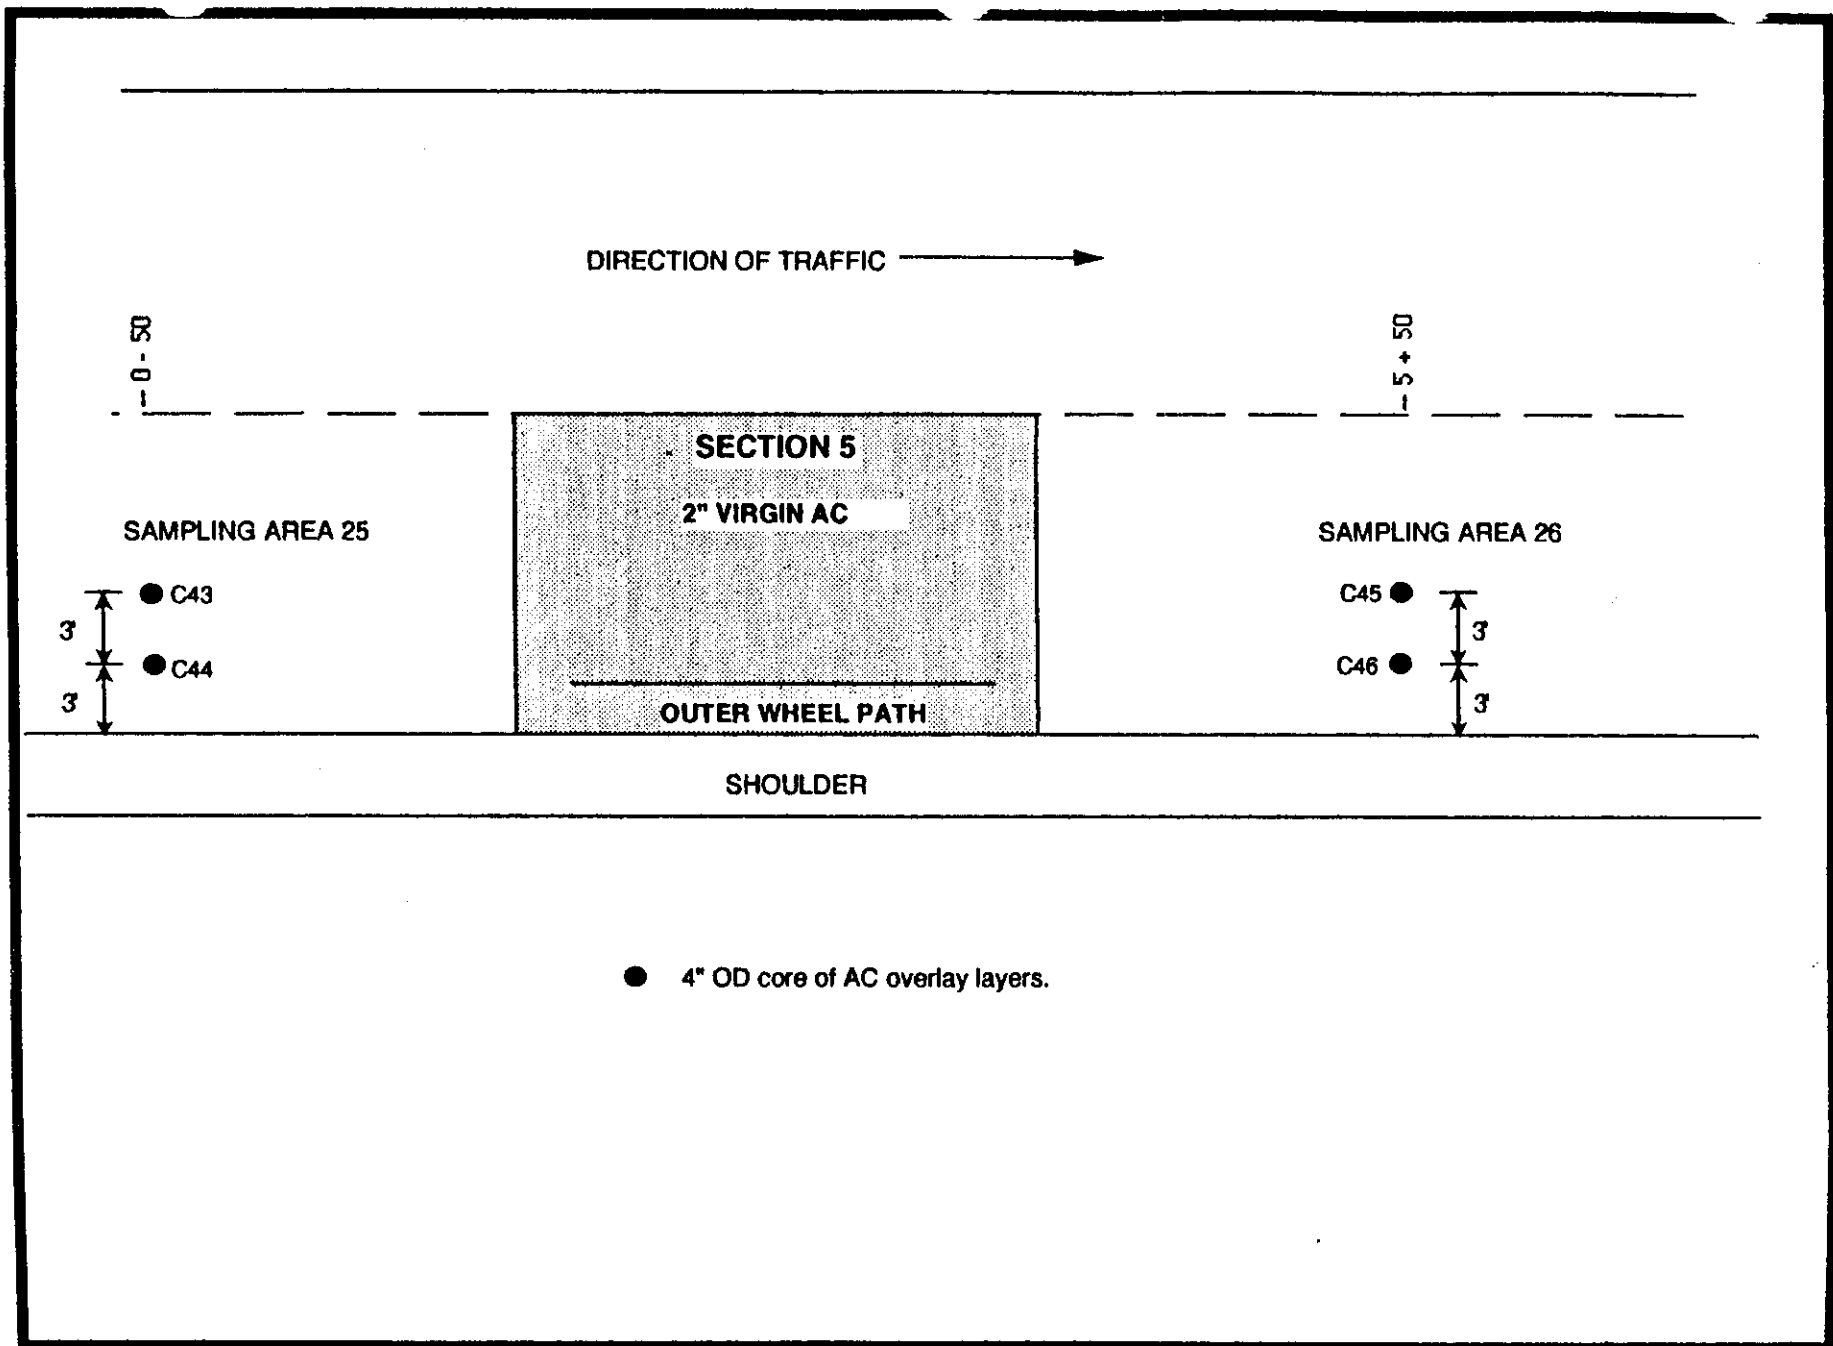 DIRECTION OF TRAFFIC
0 - 50
5 + 50
SECTION 5
2" VIRGIN AC
SAMPLING AREA 25
SAMPLING AREA 26
C43
C45
3'
3'
C44
C46
3'
3'
OUTER WHEEL PATH
SHOULDER
4" OD core of AC overlay layers.